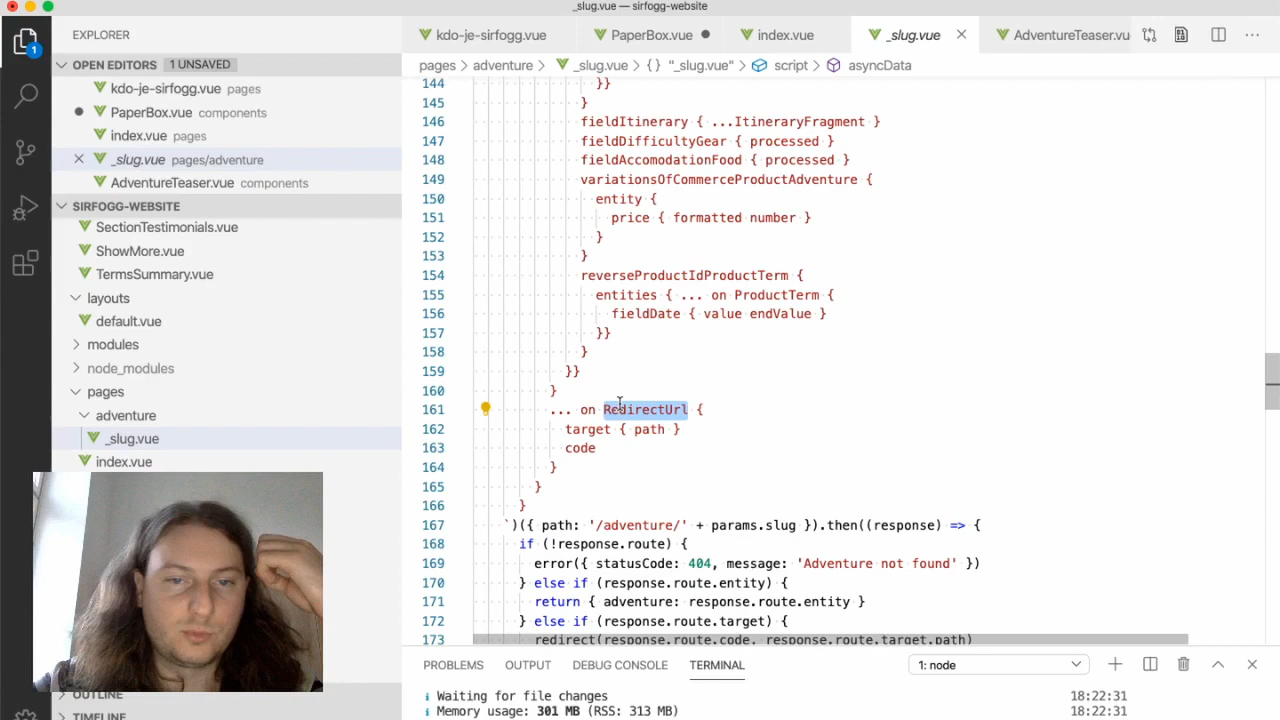 _slug.vue — sirfogg-website
EXPLORER
kdo-je-sirfogg.vue
PaperBox.vue
index.vue
_slug.vue
AdventureTeaser.vu
OPEN EDITORS 1 UNSAVED
pages > adventure > _slug.vue > {} "_slug.vue" > script > asyncData
kdo-je-sirfogg.vue pages
PaperBox.vue components
index.vue pages
_slug.vue pages/adventure
AdventureTeaser.vue components
SIRFOGG-WEBSITE
SectionTestimonials.vue
ShowMore.vue
TermsSummary.vue
layouts
default.vue
modules
node_modules
pages
adventure
_slug.vue
index.vue
OUTLINE
TIMELINE
1
144 }}
145 }
146 fieldItinerary { ...ItineraryFragment }
147 fieldDifficultyGear { processed }
148 fieldAccomodationFood { processed }
149 variationsOfCommerceProductAdventure {
150 entity {
151 price { formatted number }
152 }
153 }
154 reverseProductIdProductTerm {
155 entities { ... on ProductTerm {
156 fieldDate { value endValue }
157 }}
158 }
159 }}
160 }
161 ... on RedirectUrl {
162 target { path }
163 code
164 }
165 }
166 }
167 `)({ path: '/adventure/' + params.slug }).then((response) => {
168 if (!response.route) {
169 error({ statusCode: 404, message: 'Adventure not found' })
170 } else if (response.route.entity) {
171 return { adventure: response.route.entity }
172 } else if (response.route.target) {
173 redirect(response.route.code, response.route.target.path)
PROBLEMS OUTPUT DEBUG CONSOLE TERMINAL 1: node
i Waiting for file changes 18:22:31
i Memory usage: 301 MB (RSS: 313 MB) 18:22:31